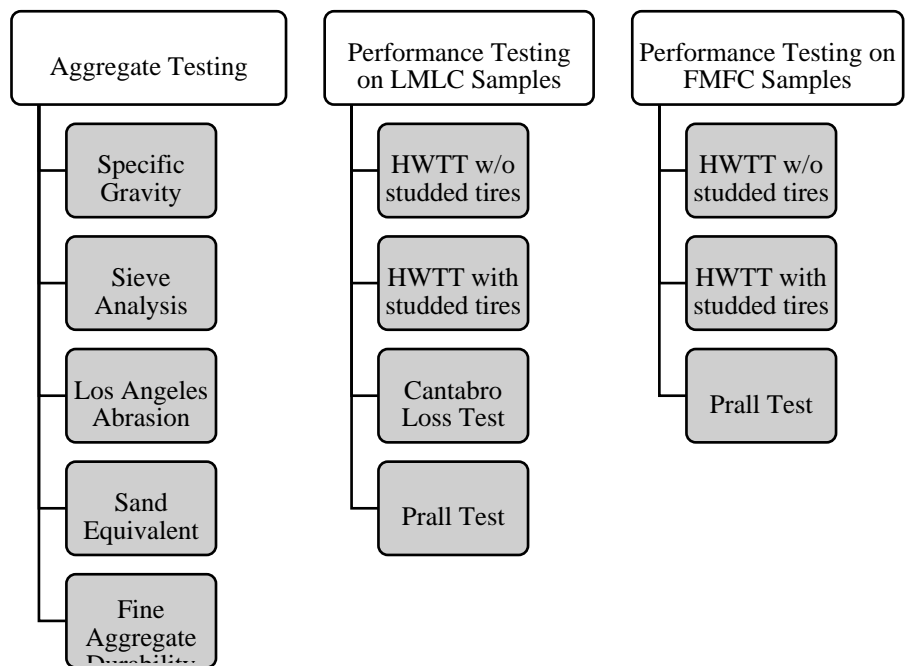 Aggregate Testing
Specific
Gravity
Sieve
Analysis
Los Angeles
Abrasion
Sand
Equivalent
Fine
Aggregate
Durability
Performance Testing
on LMLC Samples
HWTT w/o
studded tires
HWTT with
studded tires
Cantabro
Loss Test
Prall Test
Performance Testing on
FMFC Samples
HWTT w/o
studded tires
HWTT with
studded tires
Prall Test